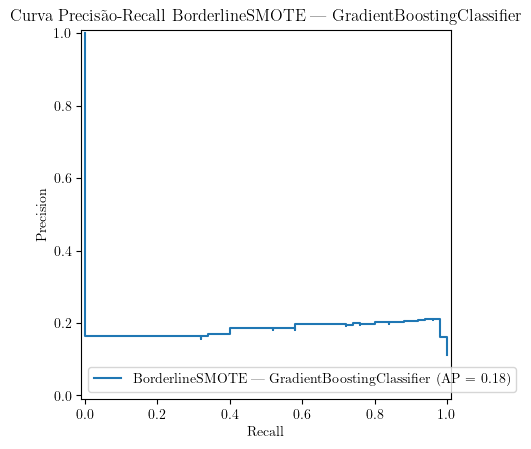 Curva Precisão-Recall BorderlineSMOTE — GradientBoostingClassifier
1.0
0.8
0.6
0.4
0.2
0.0
Precision
BorderlineSMOTE — GradientBoostingClassifier (AP = 0.18)
0.0 0.2 0.4 0.6 0.8 1.0
Recall